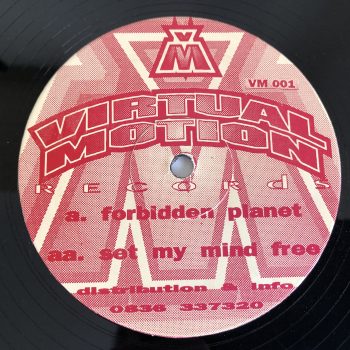 VM
VM 001
VIRTUAL
MOTION
RECORdS
a. forbidden planet
aa. set my mind free
distribution & info
0836 337320